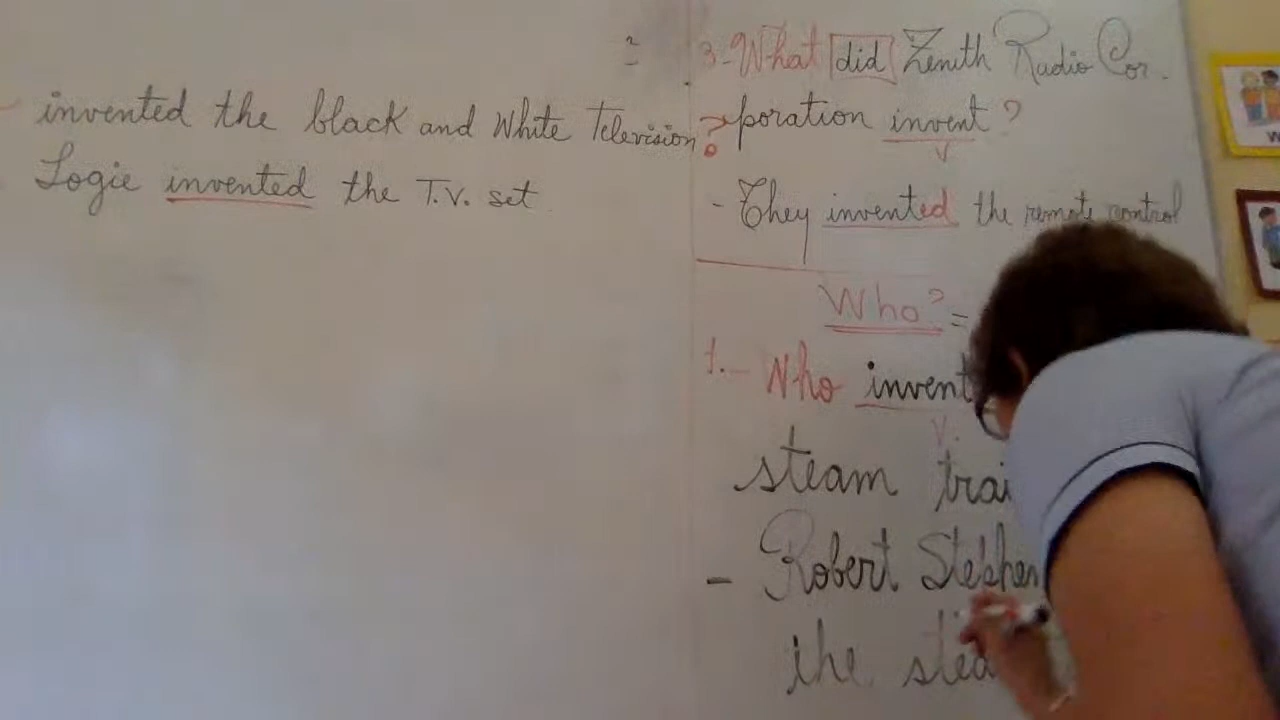 invented the black and White Television?
Logie invented the T.V. set
3-What did Zenith Radio Cor.
poration invent?
V
- They invented the remote control
Who? =
1.- Who invent
V.
steam trai
- Robert Stephen
the stea